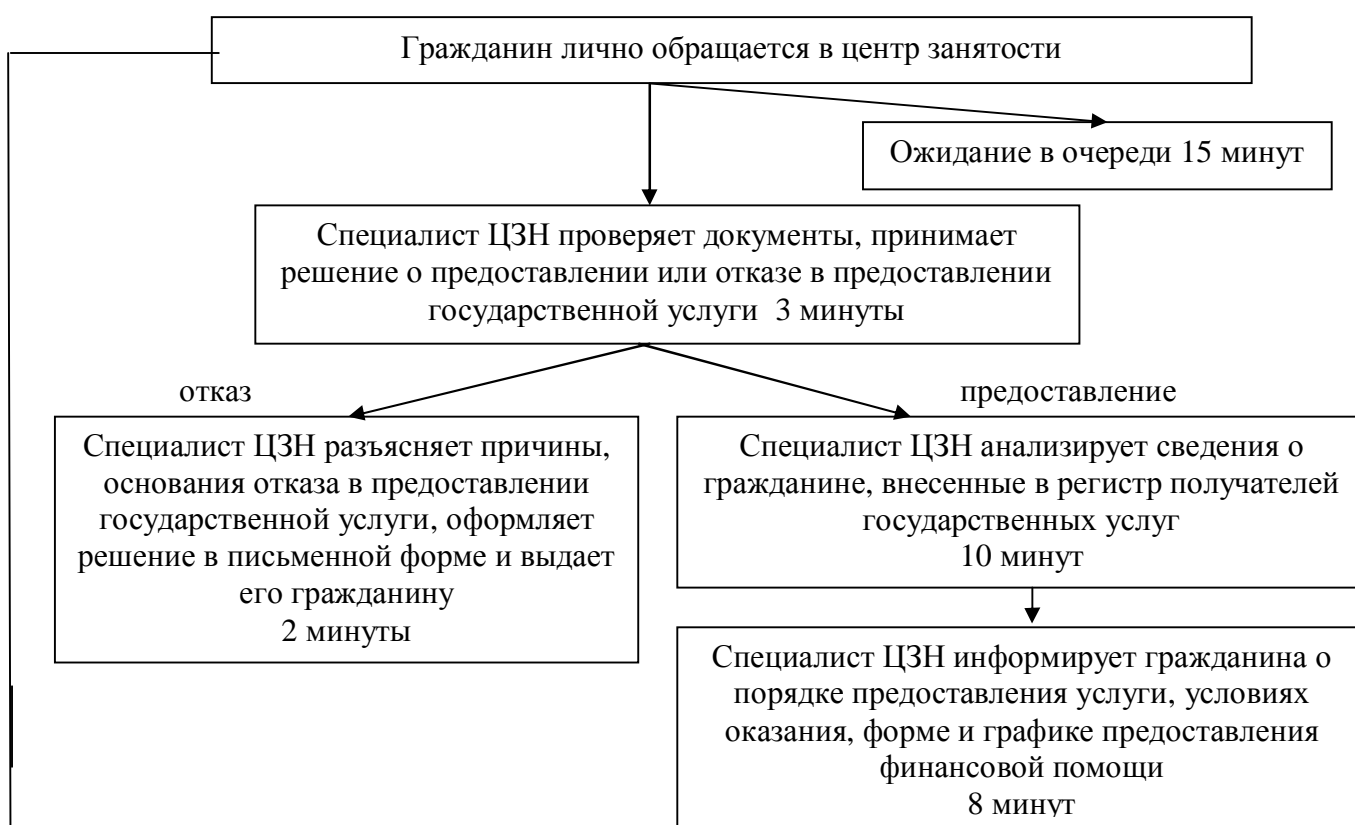 Гражданин лично обращается в центр занятости
Ожидание в очереди 15 минут
Специалист ЦЗН проверяет документы, принимает
решение о предоставлении или отказе в предоставлении
государственной услуги 3 минуты
отказ
предоставление
Специалист ЦЗН разъясняет причины,
основания отказа в предоставлении
государственной услуги, оформляет
решение в письменной форме и выдает
его гражданину
2 минуты
Специалист ЦЗН анализирует сведения о
гражданине, внесенные в регистр получателей
государственных услуг
10 минут
Специалист ЦЗН информирует гражданина о
порядке предоставления услуги, условиях
оказания, форме и графике предоставления
финансовой помощи
8 минут